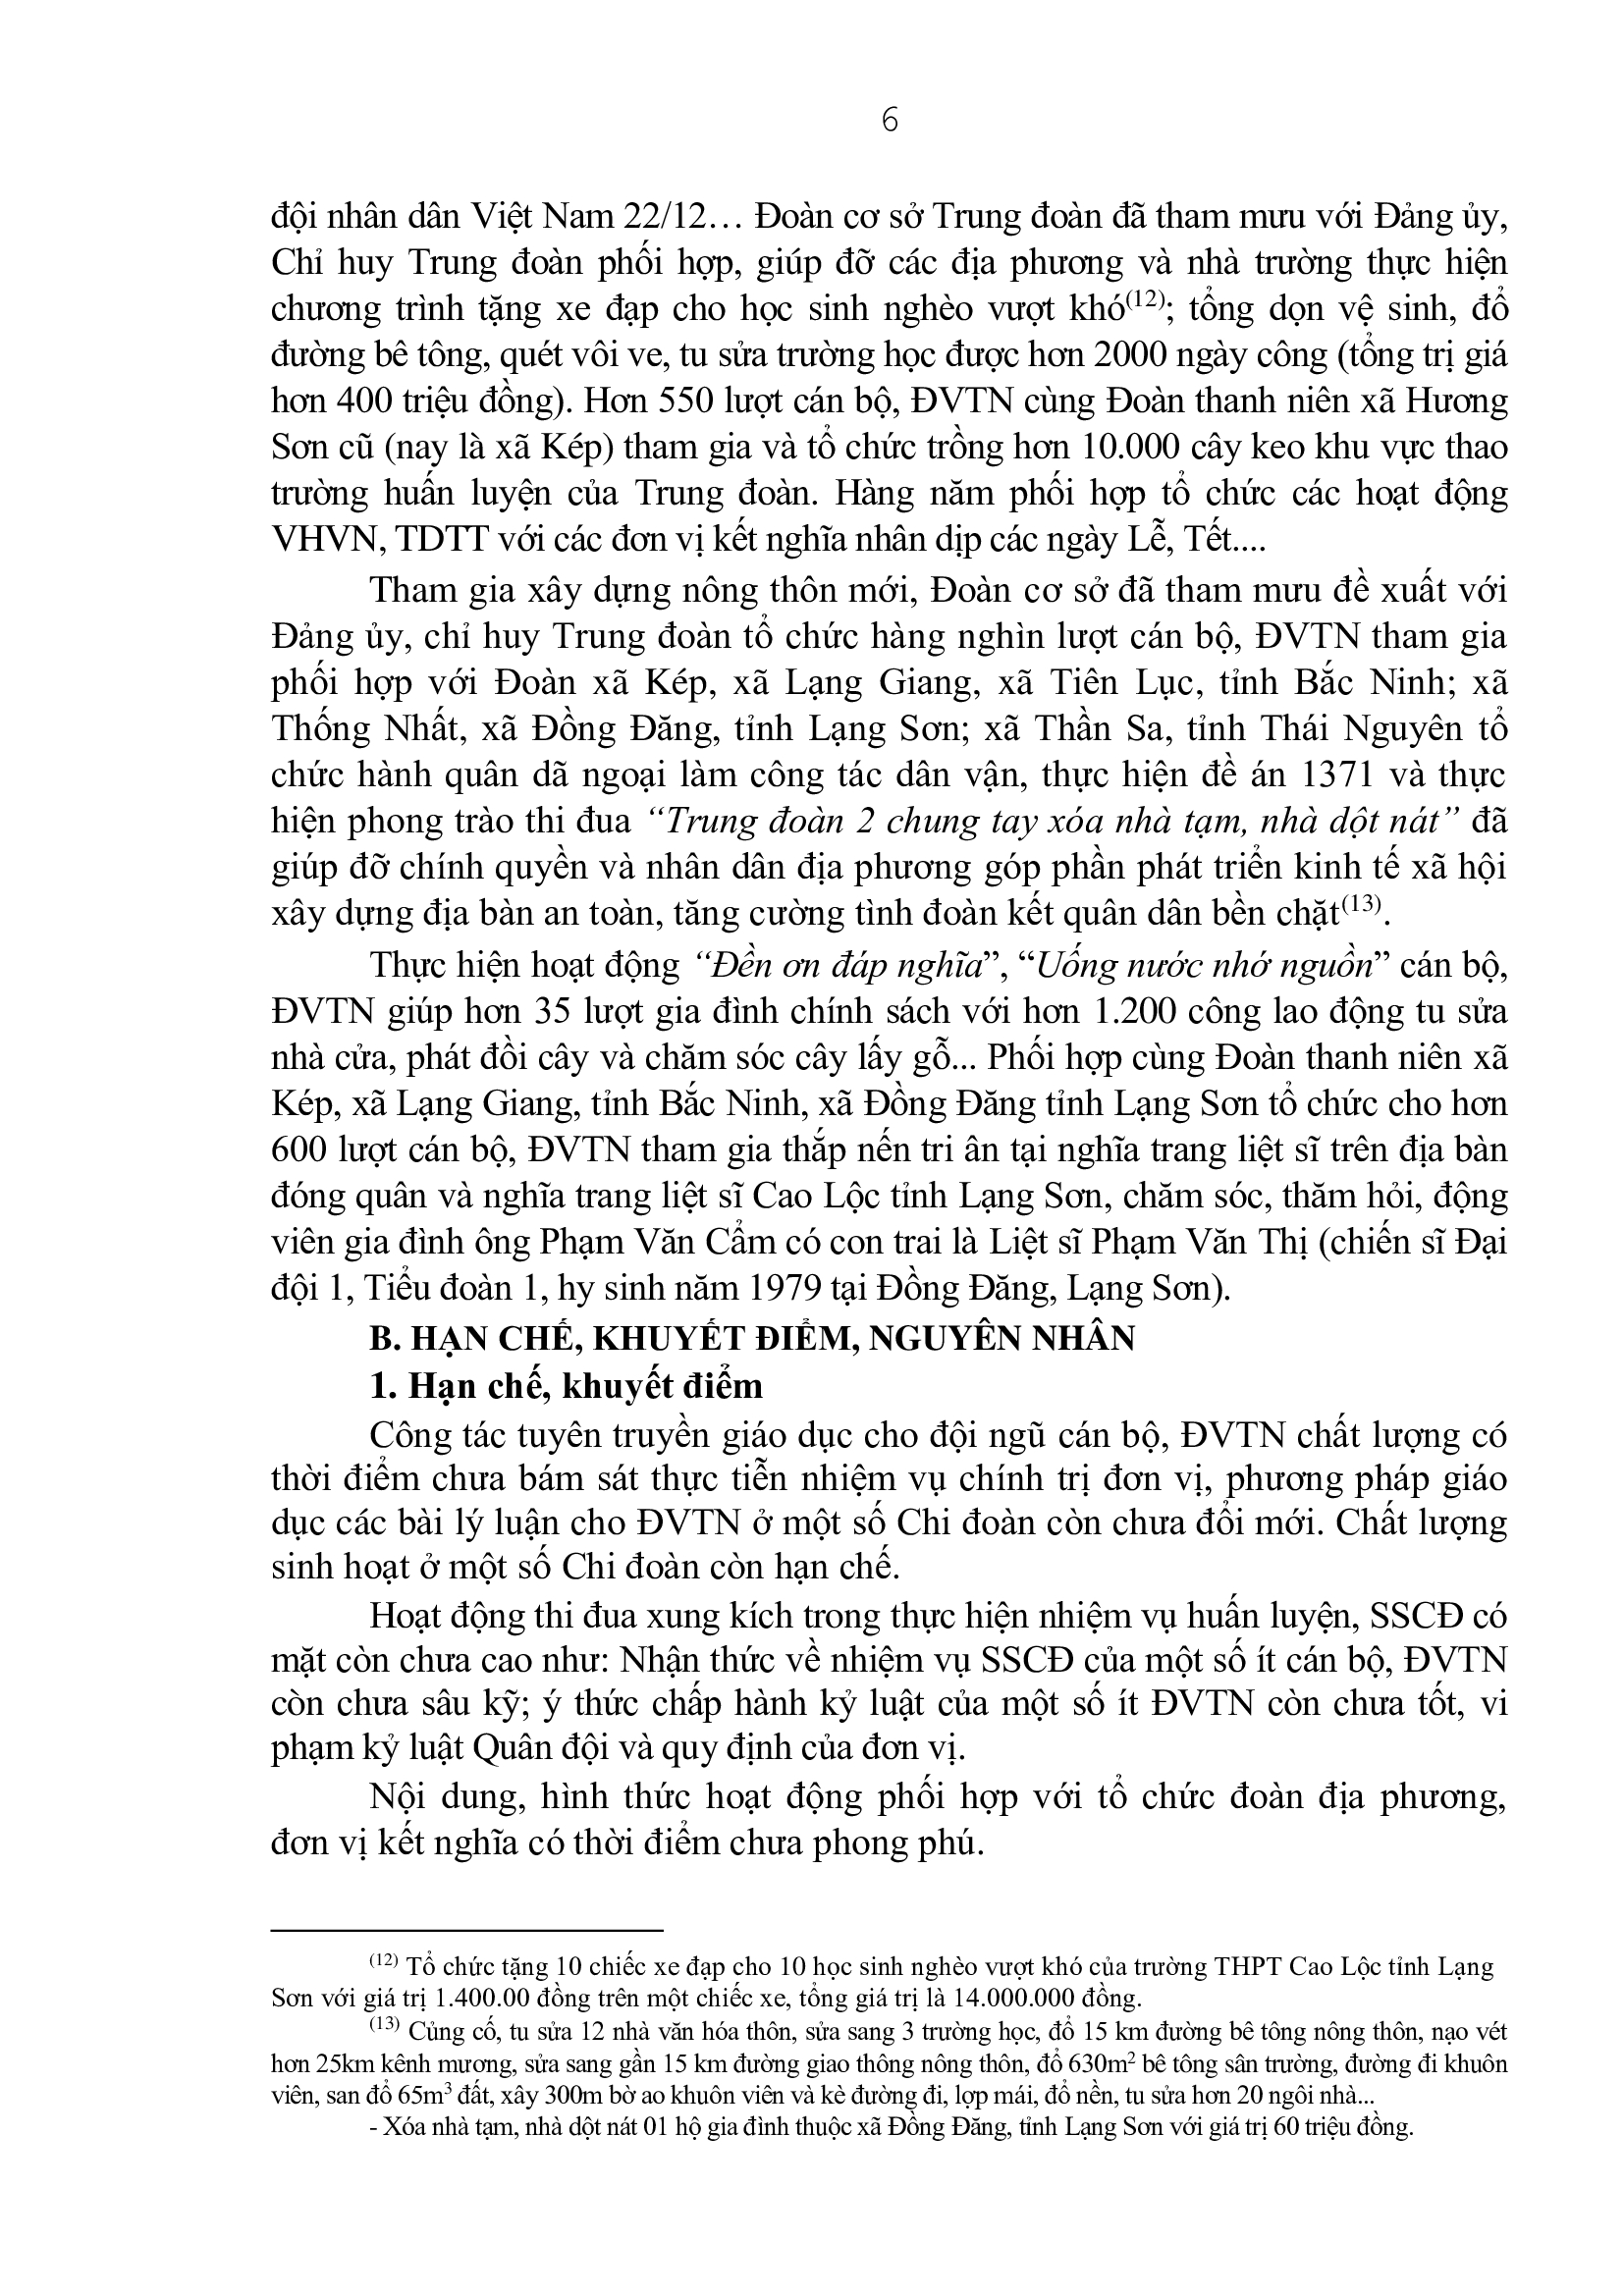 6
đội nhân dân Việt Nam 22/12… Đoàn cơ sở Trung đoàn đã tham mưu với Đảng ủy,
Chỉ huy Trung đoàn phối hợp, giúp đỡ các địa phương và nhà trường thực hiện
chương trình tặng xe đạp cho học sinh nghèo vượt khó(12); tổng dọn vệ sinh, đổ
đường bê tông, quét vôi ve, tu sửa trường học được hơn 2000 ngày công (tổng trị giá
hơn 400 triệu đồng). Hơn 550 lượt cán bộ, ĐVTN cùng Đoàn thanh niên xã Hương
Sơn cũ (nay là xã Kép) tham gia và tổ chức trồng hơn 10.000 cây keo khu vực thao
trường huấn luyện của Trung đoàn. Hàng năm phối hợp tổ chức các hoạt động
VHVN, TDTT với các đơn vị kết nghĩa nhân dịp các ngày Lễ, Tết....
Tham gia xây dựng nông thôn mới, Đoàn cơ sở đã tham mưu đề xuất với
Đảng ủy, chỉ huy Trung đoàn tổ chức hàng nghìn lượt cán bộ, ĐVTN tham gia
phối hợp với Đoàn xã Kép, xã Lạng Giang, xã Tiên Lục, tỉnh Bắc Ninh; xã
Thống Nhất, xã Đồng Đăng, tỉnh Lạng Sơn; xã Thần Sa, tỉnh Thái Nguyên tổ
chức hành quân dã ngoại làm công tác dân vận, thực hiện đề án 1371 và thực
hiện phong trào thi đua “Trung đoàn 2 chung tay xóa nhà tạm, nhà dột nát” đã
giúp đỡ chính quyền và nhân dân địa phương góp phần phát triển kinh tế xã hội
xây dựng địa bàn an toàn, tăng cường tình đoàn kết quân dân bền chặt(13).
Thực hiện hoạt động “Đền ơn đáp nghĩa”, “Uống nước nhớ nguồn” cán bộ,
ĐVTN giúp hơn 35 lượt gia đình chính sách với hơn 1.200 công lao động tu sửa
nhà cửa, phát đồi cây và chăm sóc cây lấy gỗ... Phối hợp cùng Đoàn thanh niên xã
Kép, xã Lạng Giang, tỉnh Bắc Ninh, xã Đồng Đăng tỉnh Lạng Sơn tổ chức cho hơn
600 lượt cán bộ, ĐVTN tham gia thắp nến tri ân tại nghĩa trang liệt sĩ trên địa bàn
đóng quân và nghĩa trang liệt sĩ Cao Lộc tỉnh Lạng Sơn, chăm sóc, thăm hỏi, động
viên gia đình ông Phạm Văn Cẩm có con trai là Liệt sĩ Phạm Văn Thị (chiến sĩ Đại
đội 1, Tiểu đoàn 1, hy sinh năm 1979 tại Đồng Đăng, Lạng Sơn).
B. HẠN CHẾ, KHUYẾT ĐIỂM, NGUYÊN NHÂN
1. Hạn chế, khuyết điểm
Công tác tuyên truyền giáo dục cho đội ngũ cán bộ, ĐVTN chất lượng có
thời điểm chưa bám sát thực tiễn nhiệm vụ chính trị đơn vị, phương pháp giáo
dục các bài lý luận cho ĐVTN ở một số Chi đoàn còn chưa đổi mới. Chất lượng
sinh hoạt ở một số Chi đoàn còn hạn chế.
Hoạt động thi đua xung kích trong thực hiện nhiệm vụ huấn luyện, SSCĐ có
mặt còn chưa cao như: Nhận thức về nhiệm vụ SSCĐ của một số ít cán bộ, ĐVTN
còn chưa sâu kỹ; ý thức chấp hành kỷ luật của một số ít ĐVTN còn chưa tốt, vi
phạm kỷ luật Quân đội và quy định của đơn vị.
Nội dung, hình thức hoạt động phối hợp với tổ chức đoàn địa phương,
đơn vị kết nghĩa có thời điểm chưa phong phú.
(12) Tổ chức tặng 10 chiếc xe đạp cho 10 học sinh nghèo vượt khó của trường THPT Cao Lộc tỉnh Lạng
Sơn với giá trị 1.400.00 đồng trên một chiếc xe, tổng giá trị là 14.000.000 đồng.
(13) Củng cố, tu sửa 12 nhà văn hóa thôn, sửa sang 3 trường học, đổ 15 km đường bê tông nông thôn, nạo vét
hơn 25km kênh mương, sửa sang gần 15 km đường giao thông nông thôn, đổ 630m² bê tông sân trường, đường đi khuôn
viên, san đổ 65m³ đất, xây 300m bờ ao khuôn viên và kè đường đi, lợp mái, đổ nền, tu sửa hơn 20 ngôi nhà...
- Xóa nhà tạm, nhà dột nát 01 hộ gia đình thuộc xã Đồng Đăng, tỉnh Lạng Sơn với giá trị 60 triệu đồng.